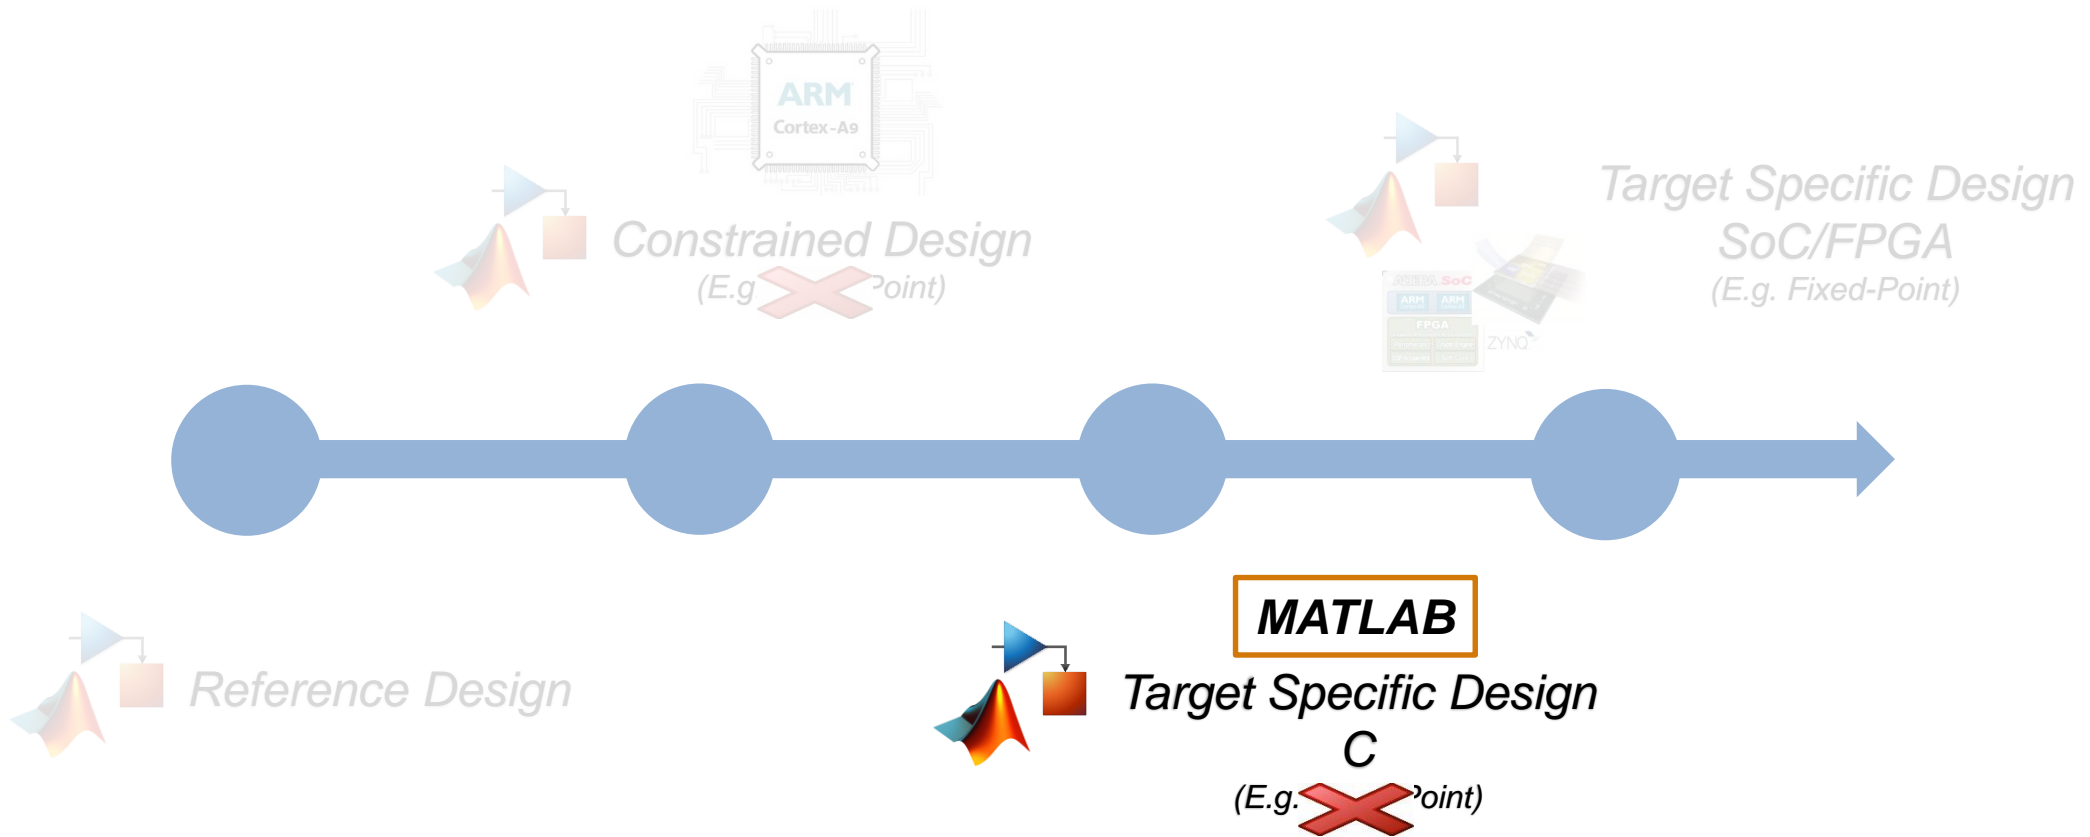 ARM
Cortex-A9
Constrained Design
(E.g. Point)
Target Specific Design
SoC/FPGA
(E.g. Fixed-Point)
ALTERA SoC
ARM ARM
FPGA
ZYNQ
Reference Design
MATLAB
Target Specific Design
C
(E.g. Point)